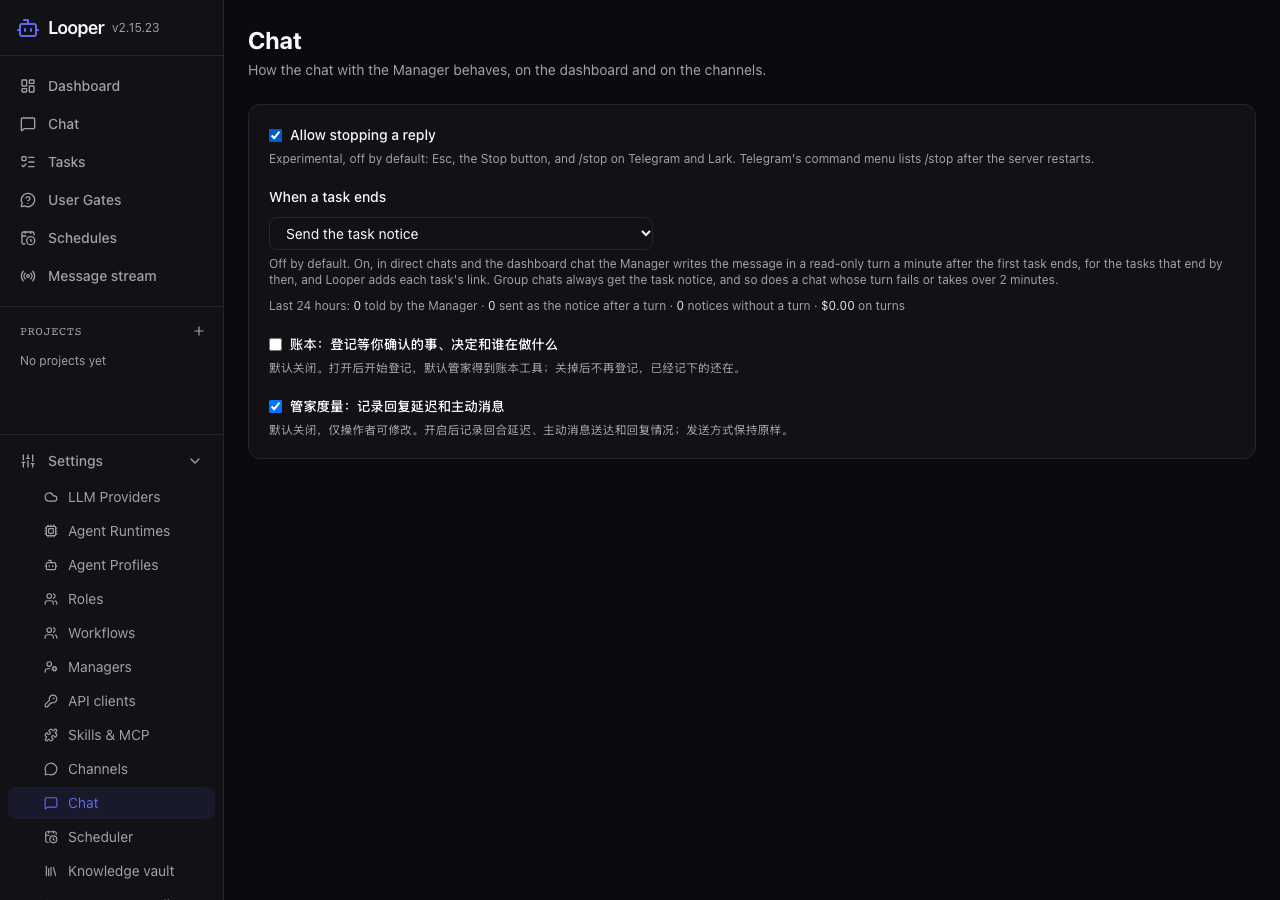 Looper v2.15.23
Dashboard
Chat
Tasks
User Gates
Schedules
Message stream
PROJECTS
No projects yet
Settings
LLM Providers
Agent Runtimes
Agent Profiles
Roles
Workflows
Managers
API clients
Skills & MCP
Channels
Chat
Scheduler
Knowledge vault
Chat
How the chat with the Manager behaves, on the dashboard and on the channels.
Allow stopping a reply
Experimental, off by default: Esc, the Stop button, and /stop on Telegram and Lark. Telegram's command menu lists /stop after the server restarts.
When a task ends
Send the task notice
Off by default. On, in direct chats and the dashboard chat the Manager writes the message in a read-only turn a minute after the first task ends, for the tasks that end by
then, and Looper adds each task's link. Group chats always get the task notice, and so does a chat whose turn fails or takes over 2 minutes.
Last 24 hours: 0 told by the Manager · 0 sent as the notice after a turn · 0 notices without a turn · $0.00 on turns
账本：登记等你确认的事、决定和谁在做什么
默认关闭。打开后开始登记，默认管家得到账本工具；关掉后不再登记，已经记下的还在。
管家度量：记录回复延迟和主动消息
默认关闭，仅操作者可修改。开启后记录回合延迟、主动消息送达和回复情况；发送方式保持原样。